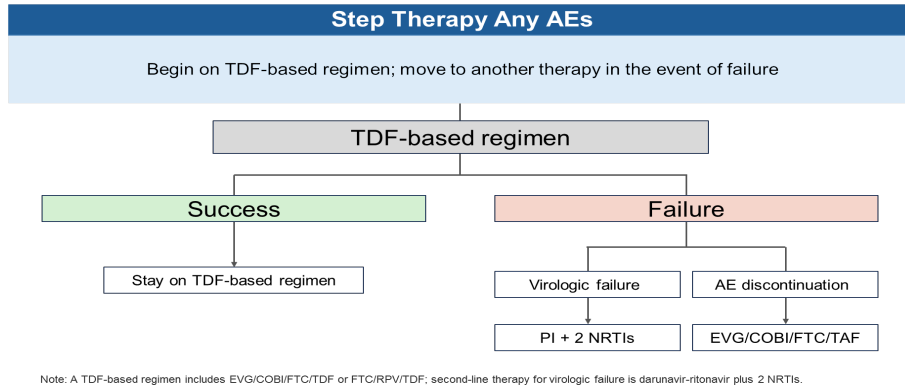 Step Therapy Any AEs
Begin on TDF-based regimen; move to another therapy in the event of failure
TDF-based regimen
Success
Failure
Stay on TDF-based regimen
Virologic failure
AE discontinuation
PI + 2 NRTIs
EVG/COBI/FTC/TAF
Note: A TDF-based regimen includes EVG/COBI/FTC/TDF or FTC/RPV/TDF; second-line therapy for virologic failure is darunavir-ritonavir plus 2 NRTIs.